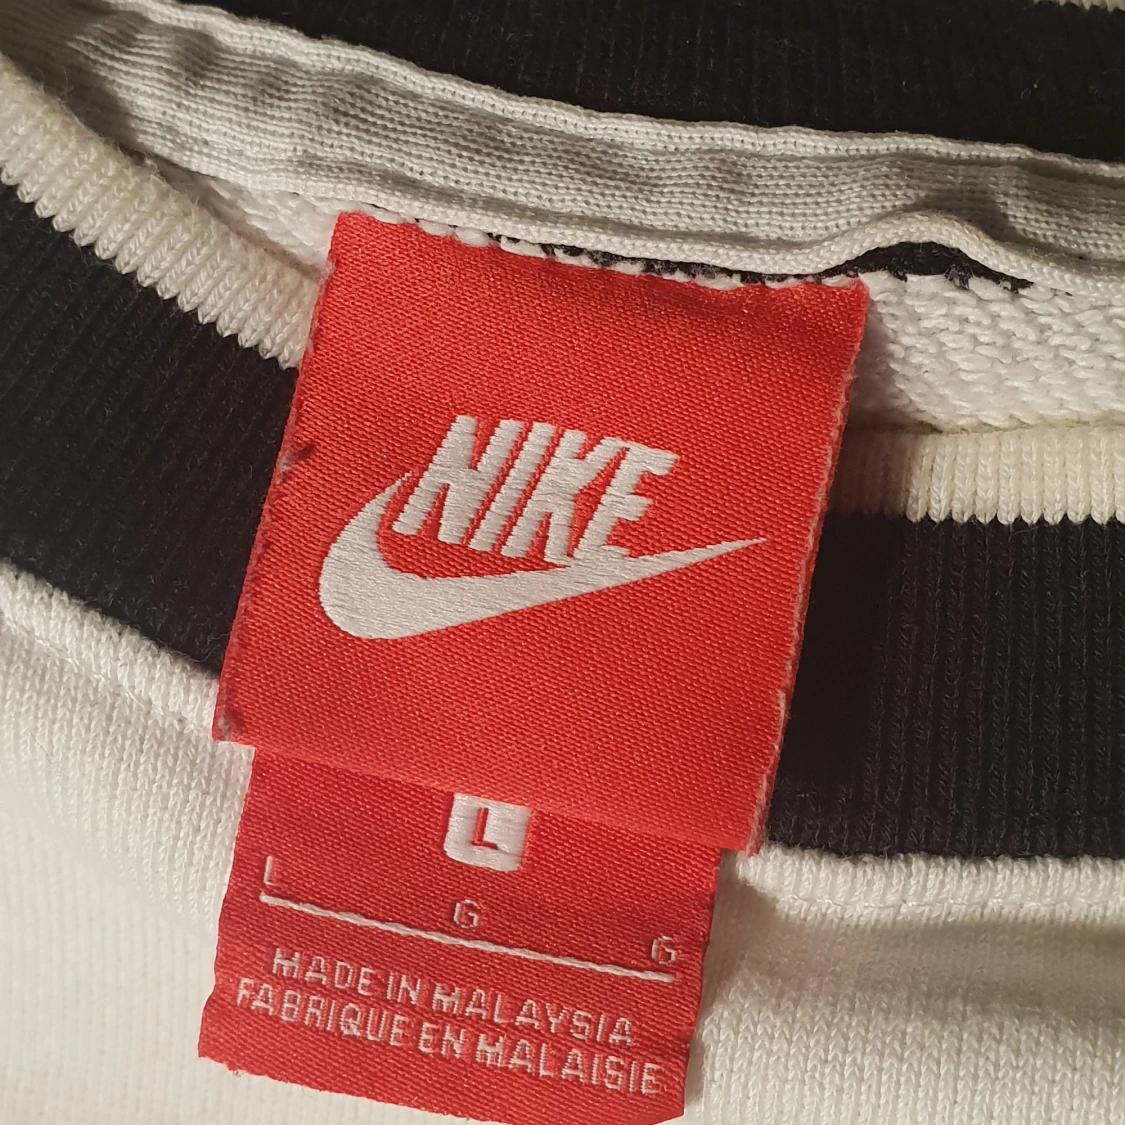 NIKE
L
L G G
MADE IN MALAYSIA
FABRIQUE EN MALAISIE